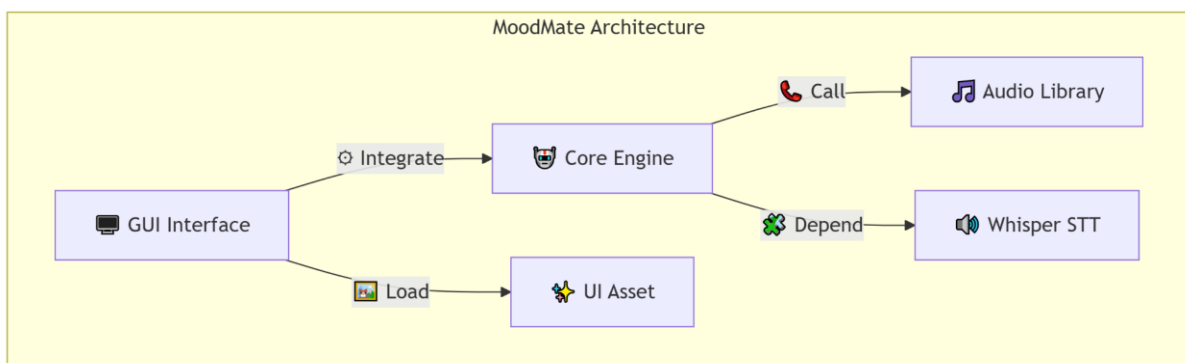 MoodMate Architecture
📞 Call
🎵 Audio Library
⚙ Integrate
🤖 Core Engine
🖥️ GUI Interface
🧩 Depend
🔊 Whisper STT
🖼️ Load
✨ UI Asset